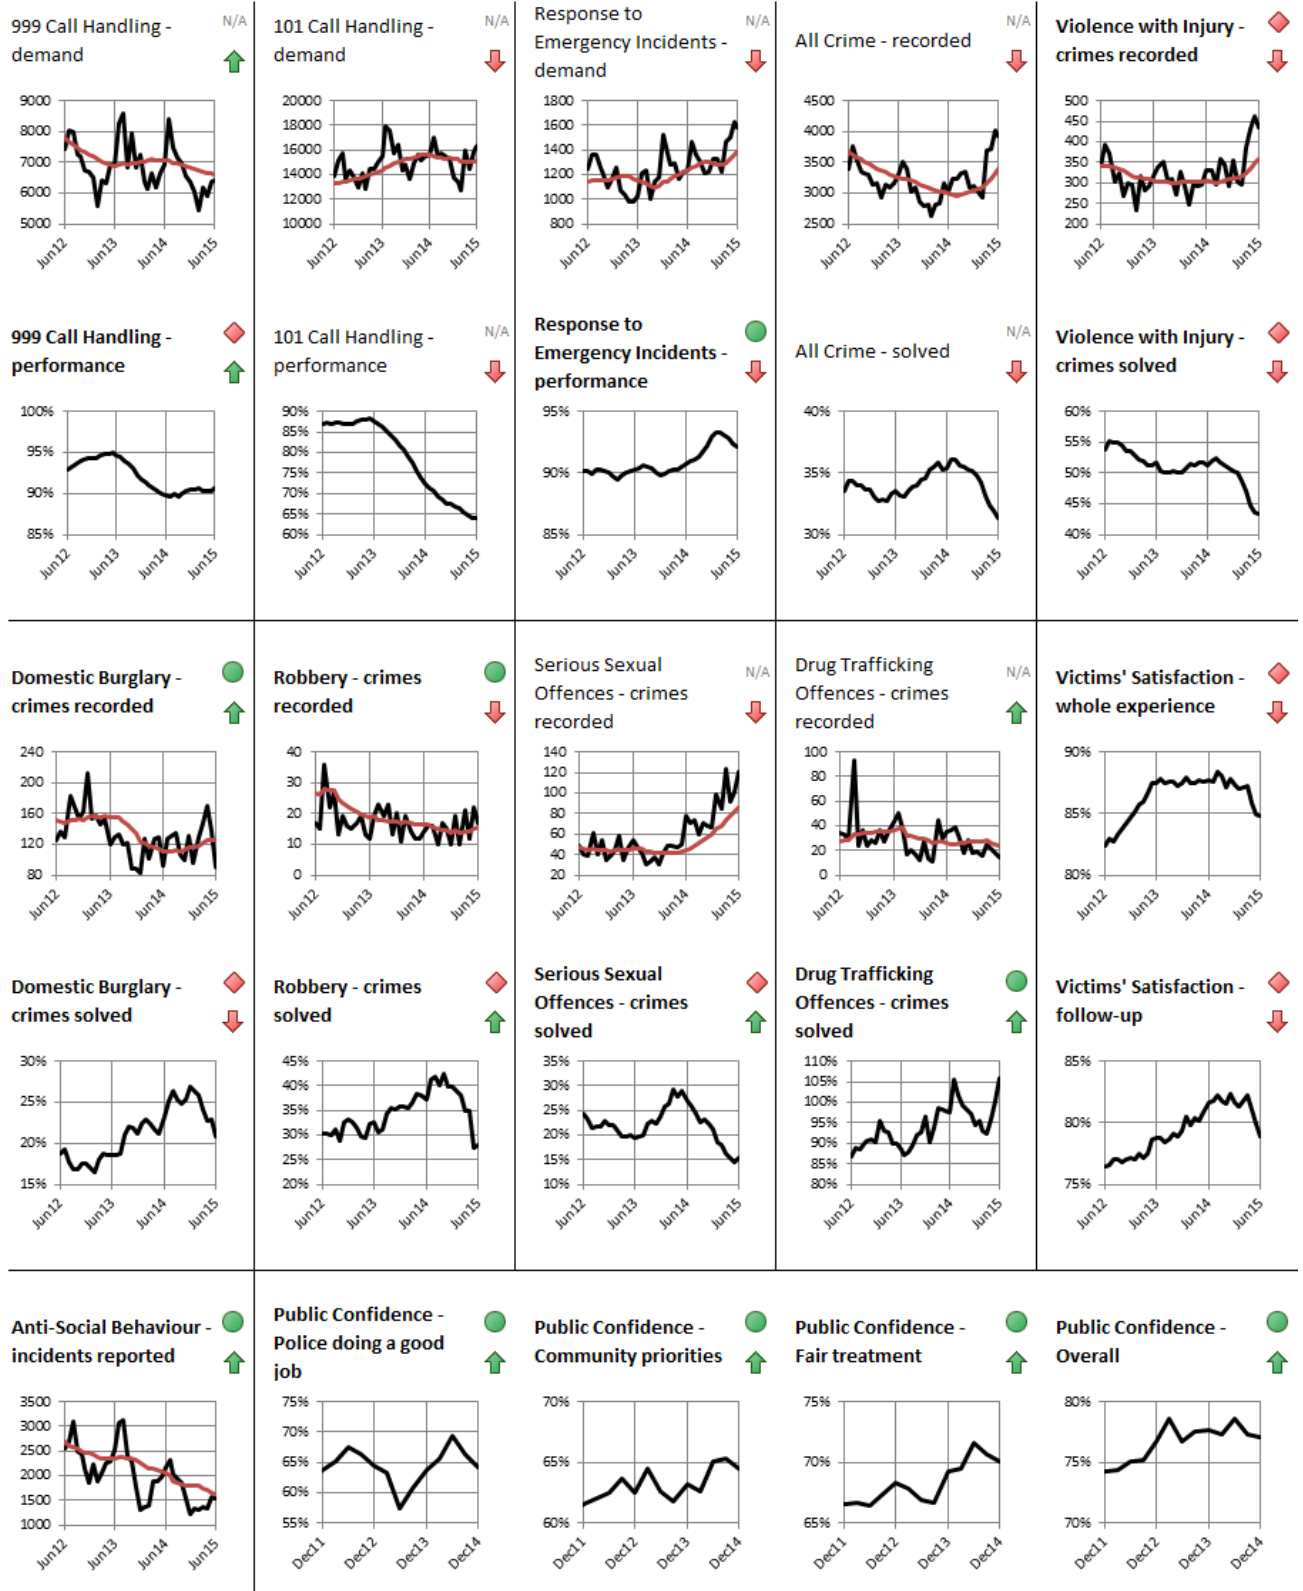 999 Call Handling -
demand
N/A
101 Call Handling -
demand
N/A
Response to
Emergency Incidents -
demand
N/A
All Crime - recorded
N/A
Violence with Injury -
crimes recorded
9000
8000
7000
6000
5000
Jun12
Jun13
Jun14
Jun15
20000
18000
16000
14000
12000
10000
Jun12
Jun13
Jun14
Jun15
1800
1600
1400
1200
1000
800
Jun12
Jun13
Jun14
Jun15
4500
4000
3500
3000
2500
Jun12
Jun13
Jun14
Jun15
500
450
400
350
300
250
200
Jun12
Jun13
Jun14
Jun15
999 Call Handling -
performance
101 Call Handling -
performance
N/A
Response to
Emergency Incidents -
performance
All Crime - solved
N/A
Violence with Injury -
crimes solved
100%
95%
90%
85%
Jun12
Jun13
Jun14
Jun15
90%
85%
80%
75%
70%
65%
60%
Jun12
Jun13
Jun14
Jun15
95%
90%
85%
Jun12
Jun13
Jun14
Jun15
40%
35%
30%
Jun12
Jun13
Jun14
Jun15
60%
55%
50%
45%
40%
Jun12
Jun13
Jun14
Jun15
Domestic Burglary -
crimes recorded
Robbery - crimes
recorded
Serious Sexual
Offences - crimes
recorded
N/A
Drug Trafficking
Offences - crimes
recorded
N/A
Victims' Satisfaction -
whole experience
240
200
160
120
80
Jun12
Jun13
Jun14
Jun15
40
30
20
10
0
Jun12
Jun13
Jun14
Jun15
140
120
100
80
60
40
20
Jun12
Jun13
Jun14
Jun15
100
80
60
40
20
0
Jun12
Jun13
Jun14
Jun15
90%
85%
80%
Jun12
Jun13
Jun14
Jun15
Domestic Burglary -
crimes solved
Robbery - crimes
solved
Serious Sexual
Offences - crimes
solved
Drug Trafficking
Offences - crimes
solved
Victims' Satisfaction -
follow-up
30%
25%
20%
15%
Jun12
Jun13
Jun14
Jun15
45%
40%
35%
30%
25%
20%
Jun12
Jun13
Jun14
Jun15
35%
30%
25%
20%
15%
10%
Jun12
Jun13
Jun14
Jun15
110%
105%
100%
95%
90%
85%
80%
Jun12
Jun13
Jun14
Jun15
85%
80%
75%
Jun12
Jun13
Jun14
Jun15
Anti-Social Behaviour -
incidents reported
Public Confidence -
Police doing a good
job
Public Confidence -
Community priorities
Public Confidence -
Fair treatment
Public Confidence -
Overall
3500
3000
2500
2000
1500
1000
Jun12
Jun13
Jun14
Jun15
75%
70%
65%
60%
55%
Dec11
Dec12
Dec13
Dec14
70%
65%
60%
Dec11
Dec12
Dec13
Dec14
75%
70%
65%
Dec11
Dec12
Dec13
Dec14
80%
75%
70%
Dec11
Dec12
Dec13
Dec14